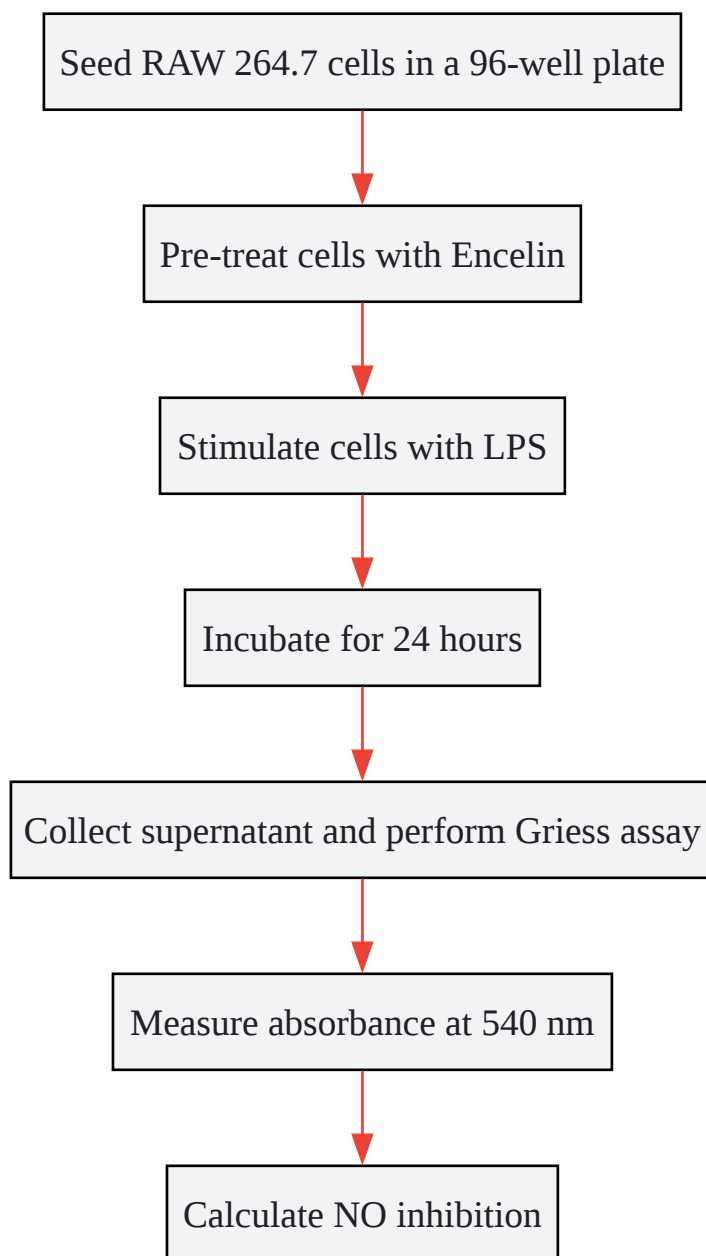 Seed RAW 264.7 cells in a 96-well plate
Pre-treat cells with Encelin
Stimulate cells with LPS
Incubate for 24 hours
Collect supernatant and perform Griess assay
Measure absorbance at 540 nm
Calculate NO inhibition